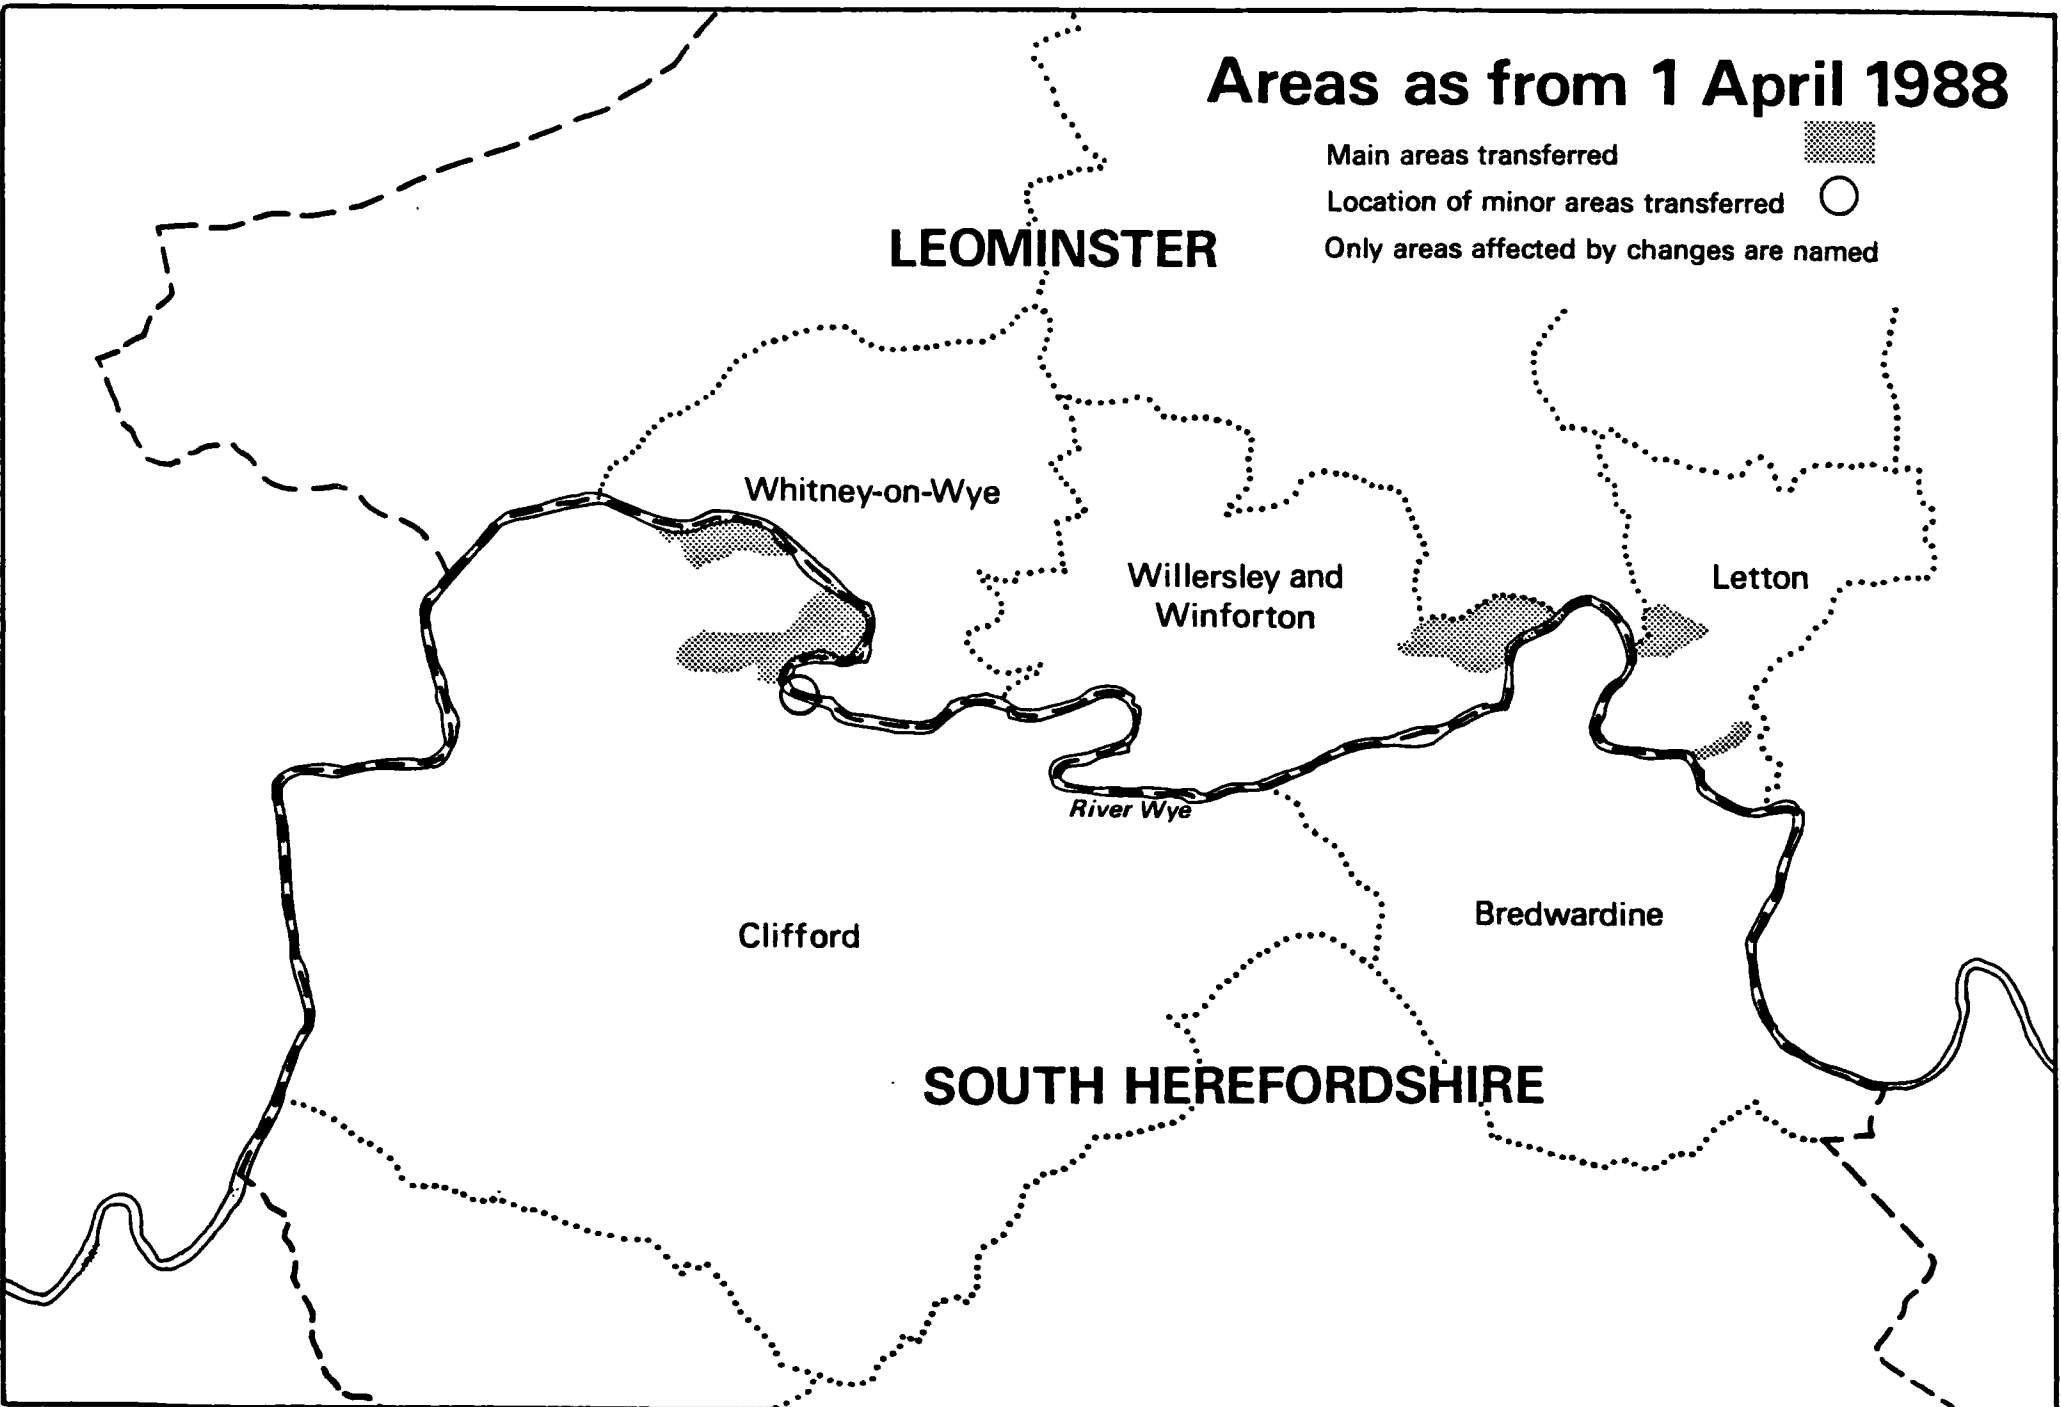 Areas as from 1 April 1988
Main areas transferred
Location of minor areas transferred
Only areas affected by changes are named
LEOMINSTER
Whitney-on-Wye
Willersley and
Winforton
Letton
River Wye
Clifford
Bredwardine
SOUTH HEREFORDSHIRE